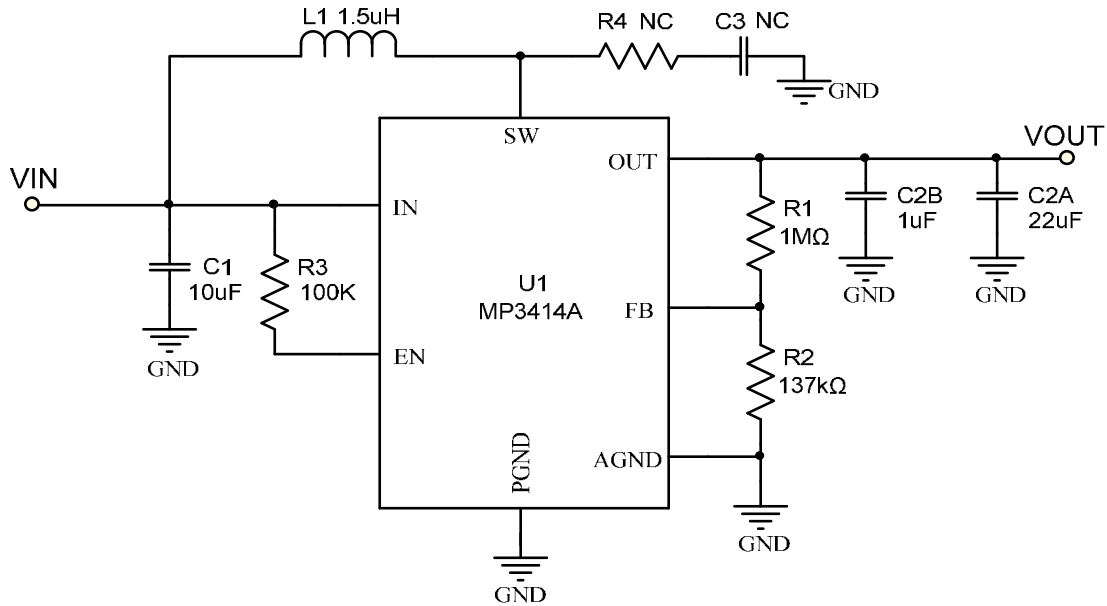 L1 1.5uH
R4 NC
C3 NC
GND
SW
VOUT
OUT
VIN
IN
R1
1MΩ
C2B
1uF
C2A
22uF
C1
10uF
R3
100K
U1
MP3414A
FB
GND
GND
GND
EN
R2
137kΩ
PGND
AGND
GND
GND